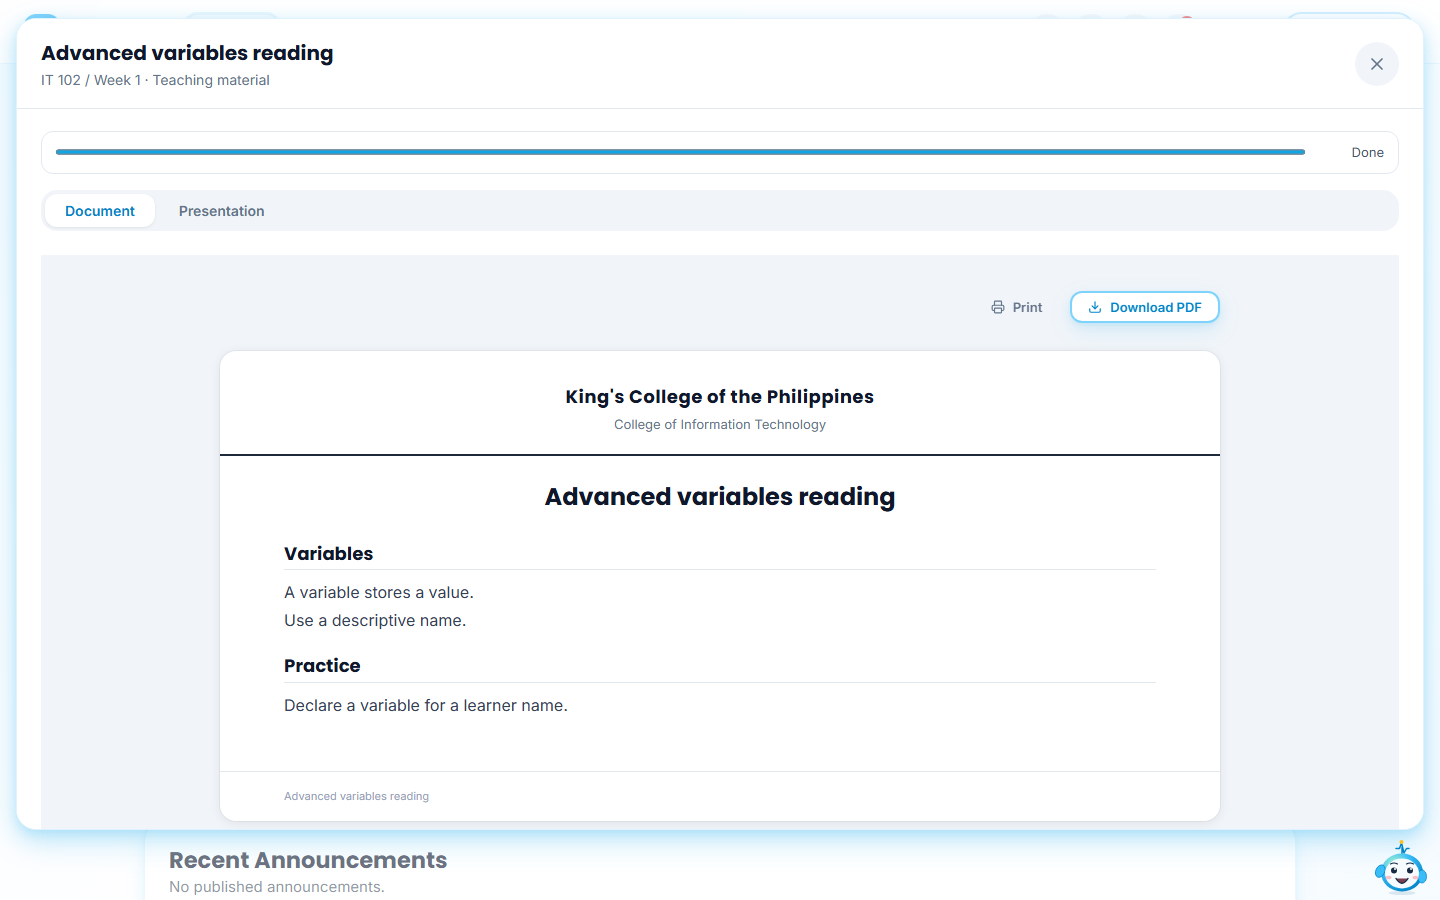 Advanced variables reading
IT 102 / Week 1 · Teaching material
Done
Document
Presentation
Print
Download PDF
King's College of the Philippines
College of Information Technology
Advanced variables reading
Variables
A variable stores a value.
Use a descriptive name.
Practice
Declare a variable for a learner name.
Advanced variables reading
Recent Announcements
No published announcements.